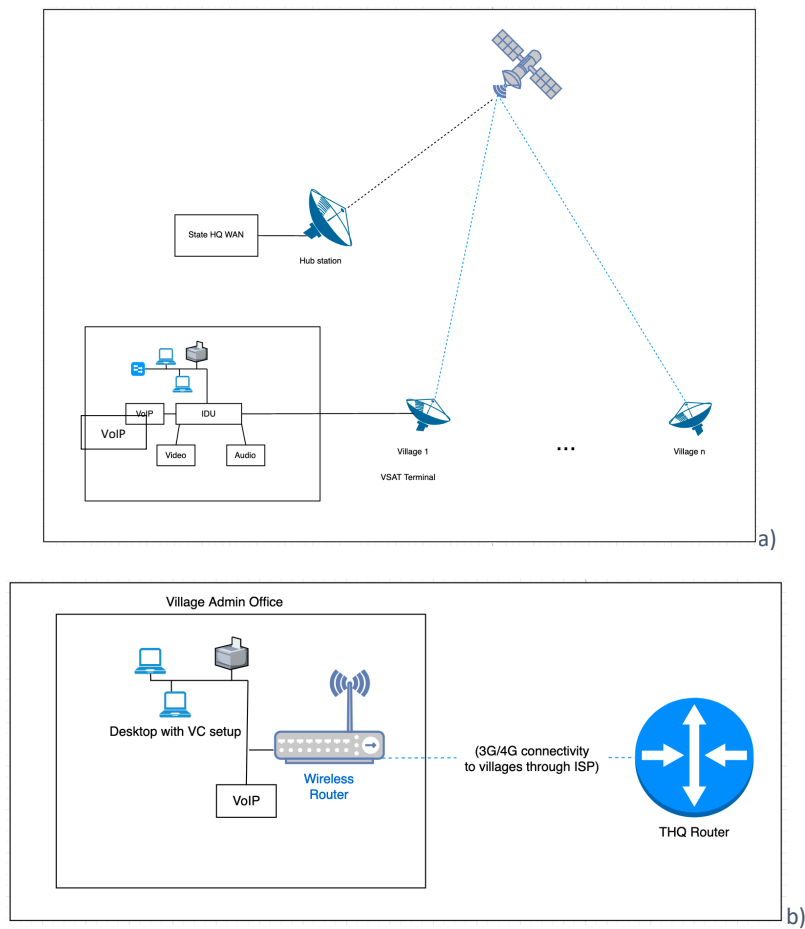 State HQ WAN
Hub station
VoIP
IDU
VoIP
Video
Audio
Village 1
...
Village n
VSAT Terminal
a)
Village Admin Office
Desktop with VC setup
(3G/4G connectivity
to villages through ISP)
Wireless
Router
VoIP
THQ Router
b)